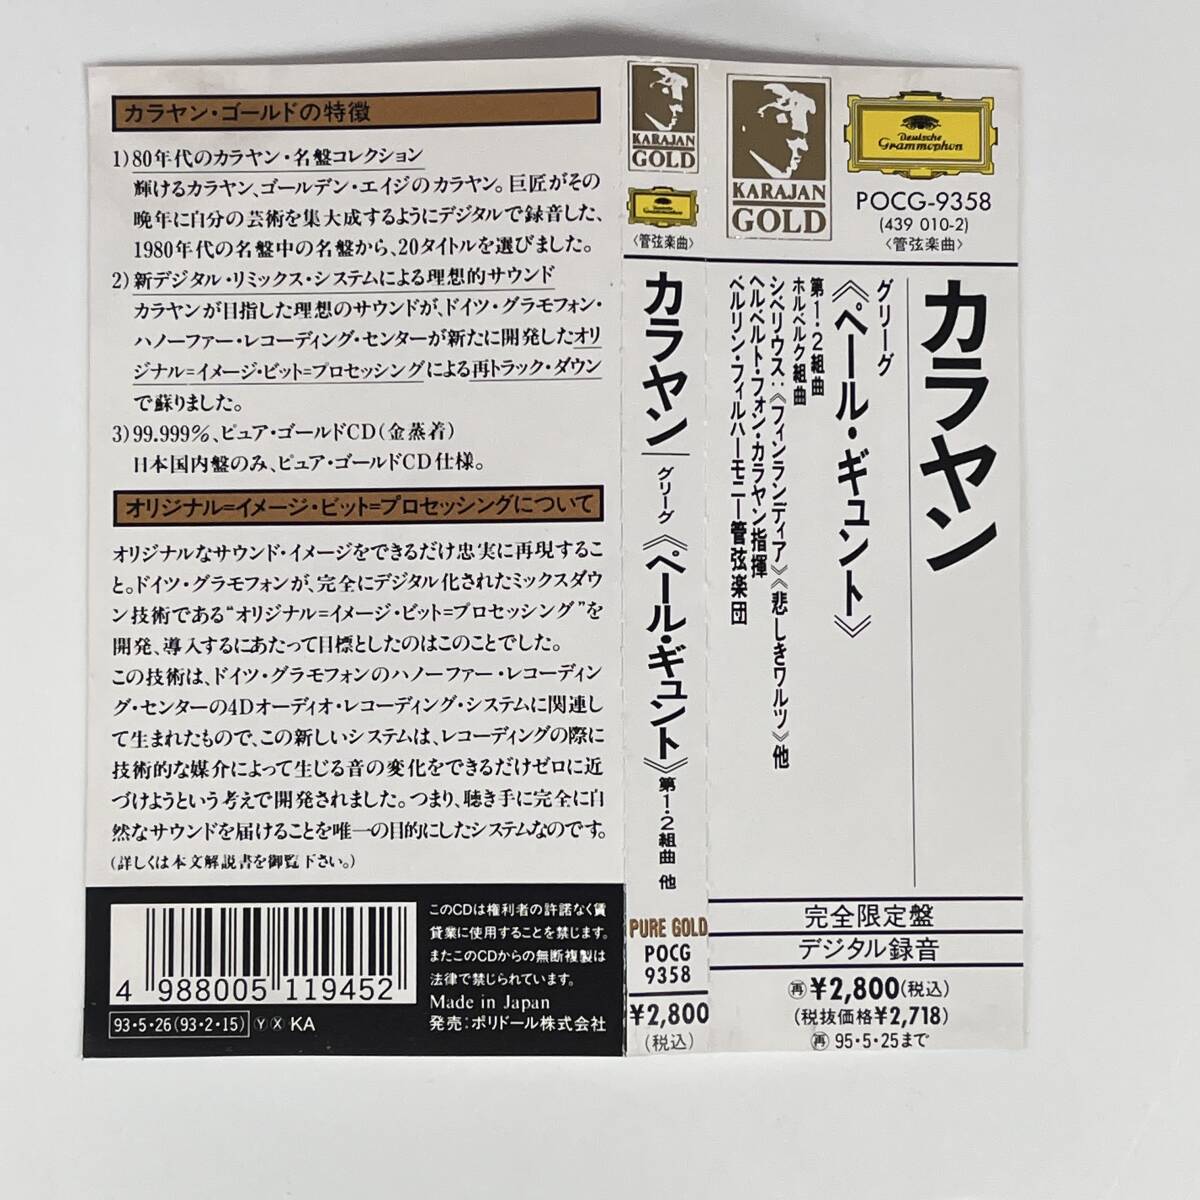 カラヤン・ゴールドの特徴
1)80年代のカラヤン・名盤コレクション
輝けるカラヤン、ゴールデン・エイジのカラヤン。巨匠がその
晩年に自分の芸術を集大成するようにデジタルで録音した、
1980年代の名盤中の名盤から、20タイトルを選びました。
2)新デジタル・リミックス・システムによる理想的サウンド
カラヤンが目指した理想のサウンドが、ドイツ・グラモフォン・
ハノーファー・レコーディング・センターが新たに開発したオリ
ジナル=イメージ・ビット=プロセッシングによる再トラック・ダウン
で蘇りました。
3)99.999%、ピュア・ゴールドCD(金蒸着)
日本国内盤のみ、ピュア・ゴールドCD仕様。
オリジナル=イメージ・ビット=プロセッシングについて
オリジナルなサウンド・イメージをできるだけ忠実に再現するこ
と。ドイツ・グラモフォンが、完全にデジタル化されたミックスダウ
ン技術である“オリジナル=イメージ・ビット=プロセッシング”を
開発、導入するにあたって目標としたのはこのことでした。
この技術は、ドイツ・グラモフォンのハノーファー・レコーディン
グ・センターの4Dオーディオ・レコーディング・システムに関連し
て生まれたもので、この新しいシステムは、レコーディングの際に
技術的な媒介によって生じる音の変化をできるだけゼロに近
づけようという考えで開発されました。つまり、聴き手に完全に自
然なサウンドを届けることを唯一の目的にしたシステムなのです。
(詳しくは本文解説書を御覧下さい。)
4 988005 119452
93・5・26(93・2・15) Ⓨ Ⓧ KA
このCDは権利者の許諾なく賃
貸業に使用することを禁じます。
またこのCDからの無断複製は
法律で禁じられています。
Made in Japan
発売:ポリドール株式会社
KARAJAN
GOLD
Deutsche
Grammophon
〈管弦楽曲〉
カラヤン
グリーグ
《ペール・ギュント》
第1・2組曲 他
PURE GOLD
POCG
9358
¥2,800
(税込)
KARAJAN
GOLD
Deutsche
Grammophon
POCG-9358
(439 010-2)
〈管弦楽曲〉
カラヤン
グリーグ
《ペール・ギュント》
第1・2組曲
ホルベルク組曲
シベリウス:《フィンランディア》《悲しきワルツ》他
ヘルベルト・フォン・カラヤン指揮
ベルリン・フィルハーモニー管弦楽団
完全限定盤
デジタル録音
㊢¥2,800(税込)
(税抜価格¥2,718)
再 95・5・25まで